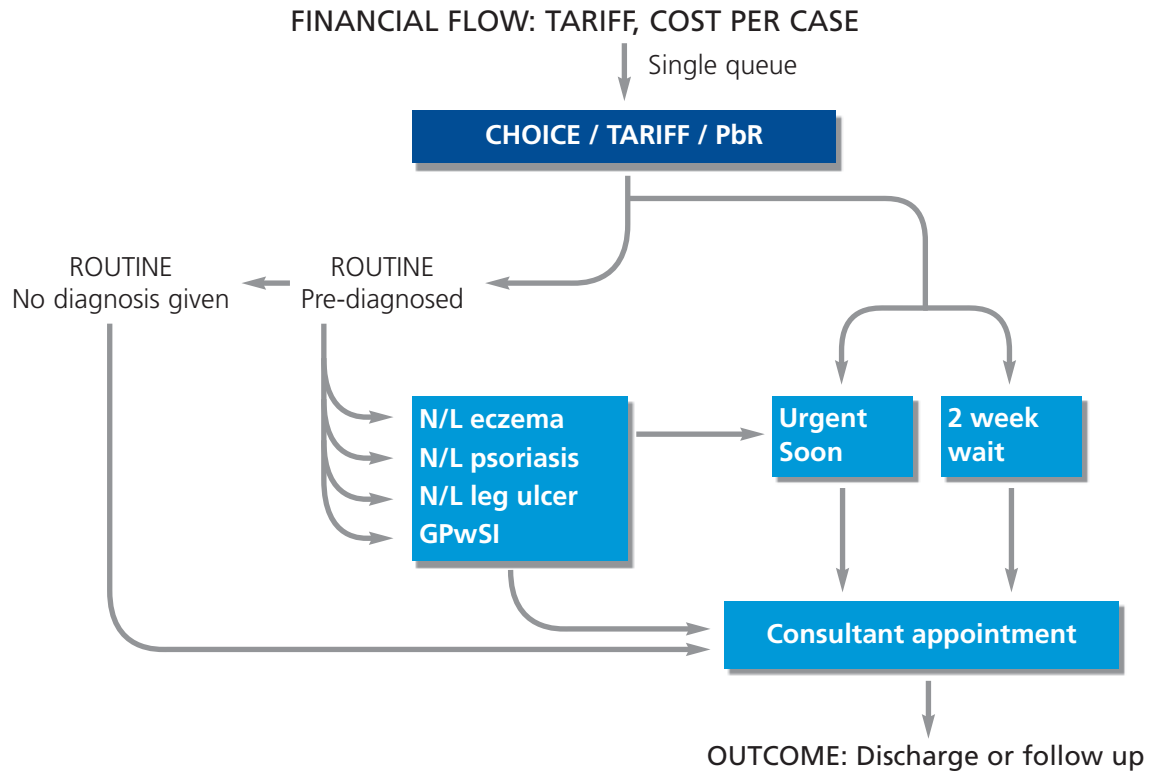 FINANCIAL FLOW: TARIFF, COST PER CASE
Single queue
CHOICE / TARIFF / PbR
ROUTINE
No diagnosis given
ROUTINE
Pre-diagnosed
N/L eczema
N/L psoriasis
N/L leg ulcer
GPwSI
Urgent
Soon
2 week
wait
Consultant appointment
OUTCOME: Discharge or follow up